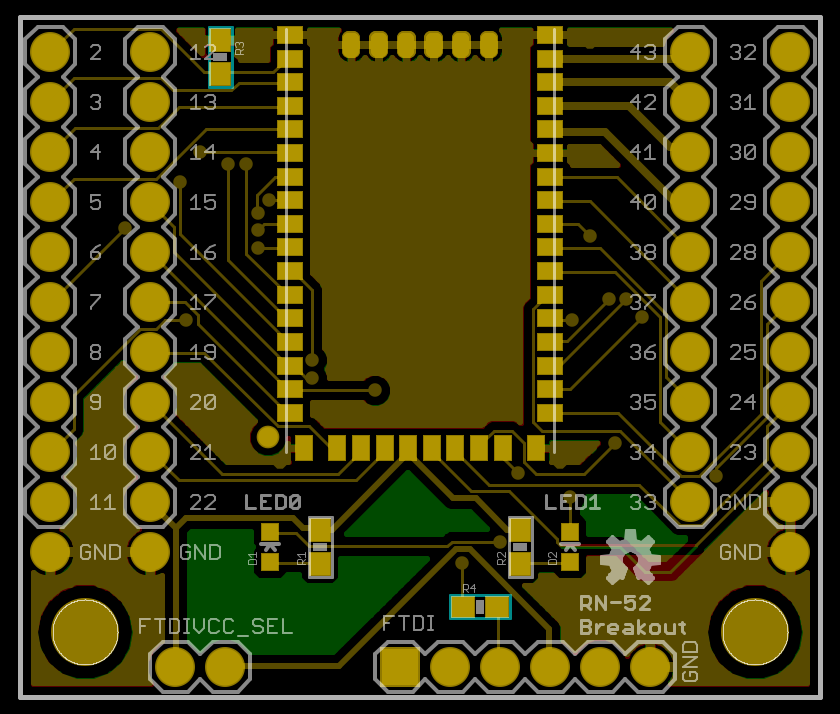 2 12 R3 43 32
3 13 42 31
4 14 41 30
5 15 40 29
6 16 38 28
7 17 37 26
8 19 36 25
9 20 35 24
10 21 34 23
11 22 LED0 LED1 33 GND
GND GND D1 R1 R2 D2 GND
R4
RN-52
FTDIVCC_SEL FTDI Breakout
GND